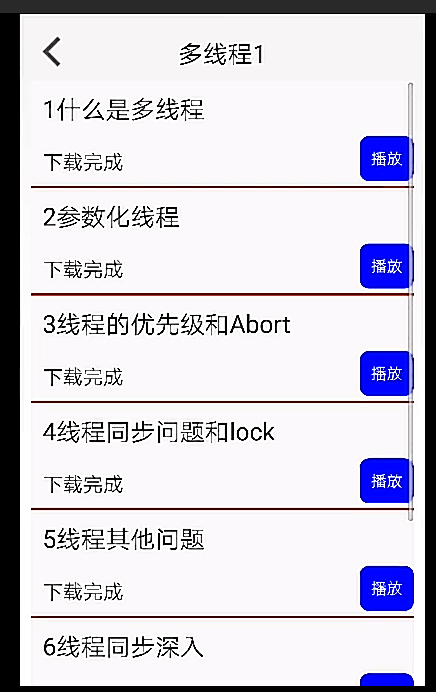 多线程1
1什么是多线程
下载完成
播放
2参数化线程
下载完成
播放
3线程的优先级和Abort
下载完成
播放
4线程同步问题和lock
下载完成
播放
5线程其他问题
下载完成
播放
6线程同步深入